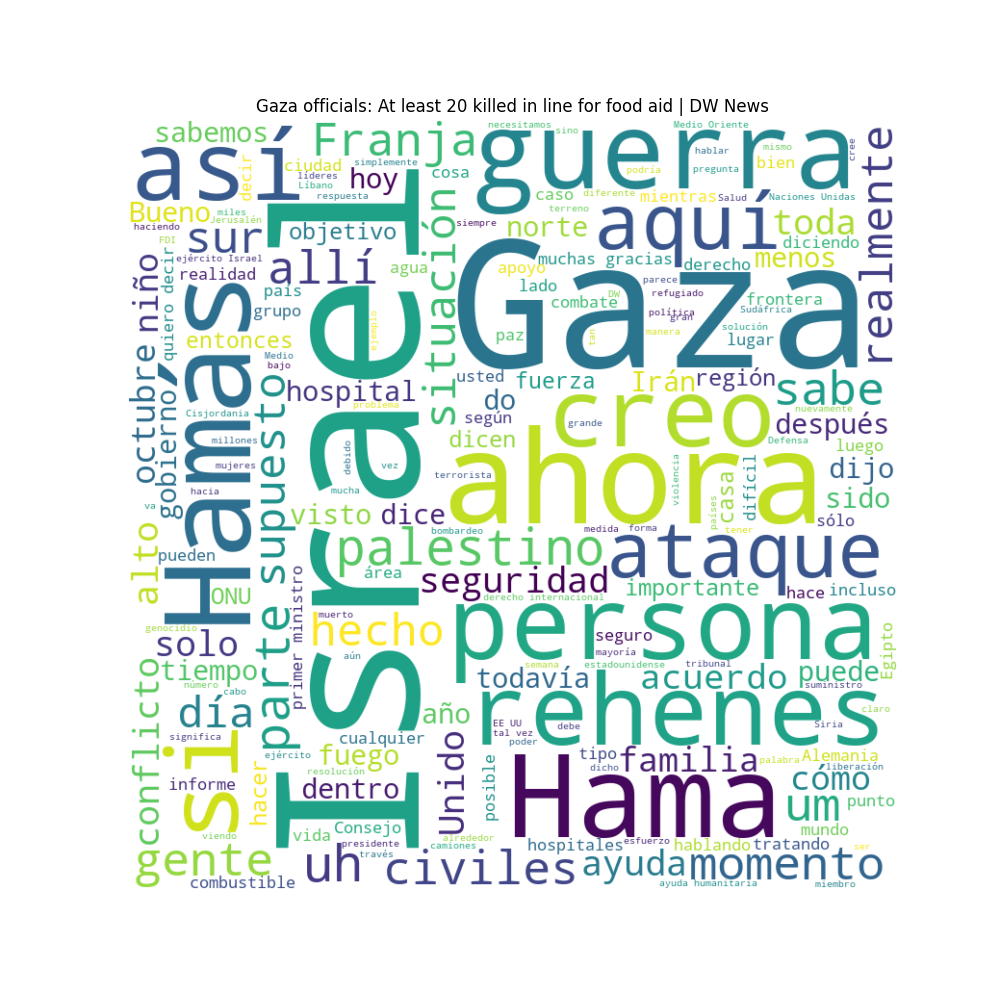 Gaza officials: At least 20 killed in line for food aid | DW News
sabemos
Franja
necesitamos
sino
guerra
Medio Oriente
hablar
mismo
cree
realmente
así
decir
ciudad
simplemente
líderes
Líbano
hoy
cosa
podría
pregunta
bien
respuesta
caso
diferente
mientras
Salud
Naciones Unidas
Bueno
miles
Jerusalén
haciendo
siempre
terreno
sur
objetivo
norte
aquí
toda
FDI
diciendo
quiero decir
ejército Israel
allí
agua
muchas gracias
derecho
menos
niño
realidad
apoyo
parece
país
lado
DW
refugiado
frontera
grupo
combate
gran
política
Sudáfrica
situación
Gaza
Israel
Hamas
ejemplo
paz
tan
manera
solución
lugar
entonces
Medio
bajo
octubre
gobierno
hospital
usted
fuerza
Irán
región
sabe
problema
do
creo
nuevamente
Cisjordania
según
grande
después
supuesto
dicen
Defensa
luego
millones
mujeres
debido
vez
terrorista
ahora
violencia
casa
difícil
dijo
hacia
mucha
sido
va
visto
dice
países
sólo
alto
bombardeo
medida
forma
tener
pueden
palestino
ataque
área
seguridad
importante
hace
incluso
ONU
primer ministro
derecho internacional
muerto
persona
genocidio
hecho
seguro
solo
aún
mayoría
Egipto
tiempo
semana
estadounidense
tribunal
todavía
acuerdo
puede
número
cabo
suministro
conflicto
parte
día
año
rehenes
EE UU
tal vez
debe
claro
Siria
significa
si
cualquier
poder
ejército
fuego
Unido
tipo
familia
palabra
Alemania
dicho
liberación
resolución
informe
hacer
dentro
posible
Hama
cómo
um
punto
viendo
vida
Consejo
mundo
alrededor
presidente
camiones
hospitales
esfuerzo
hablando
tratando
ser
gente
través
uh
civiles
ayuda
momento
combustible
ayuda humanitaria
miembro